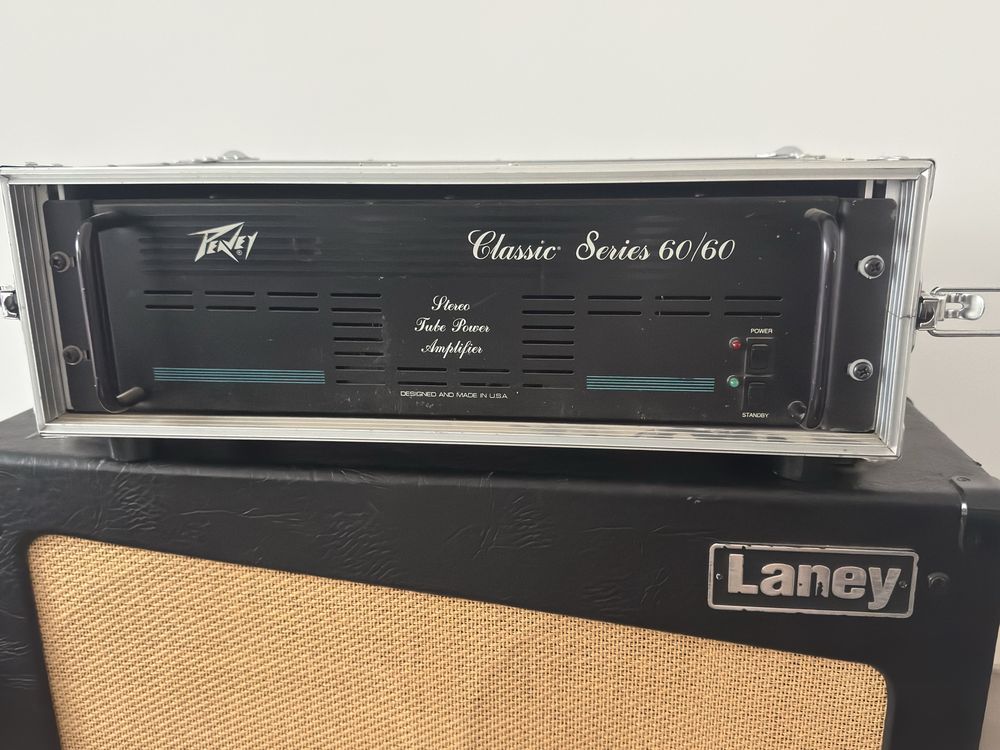 PEAVEY®
Classic® Series 60/60
Stereo
Tube Power
Amplifier
POWER
STANDBY
DESIGNED AND MADE IN U.S.A.
Laney